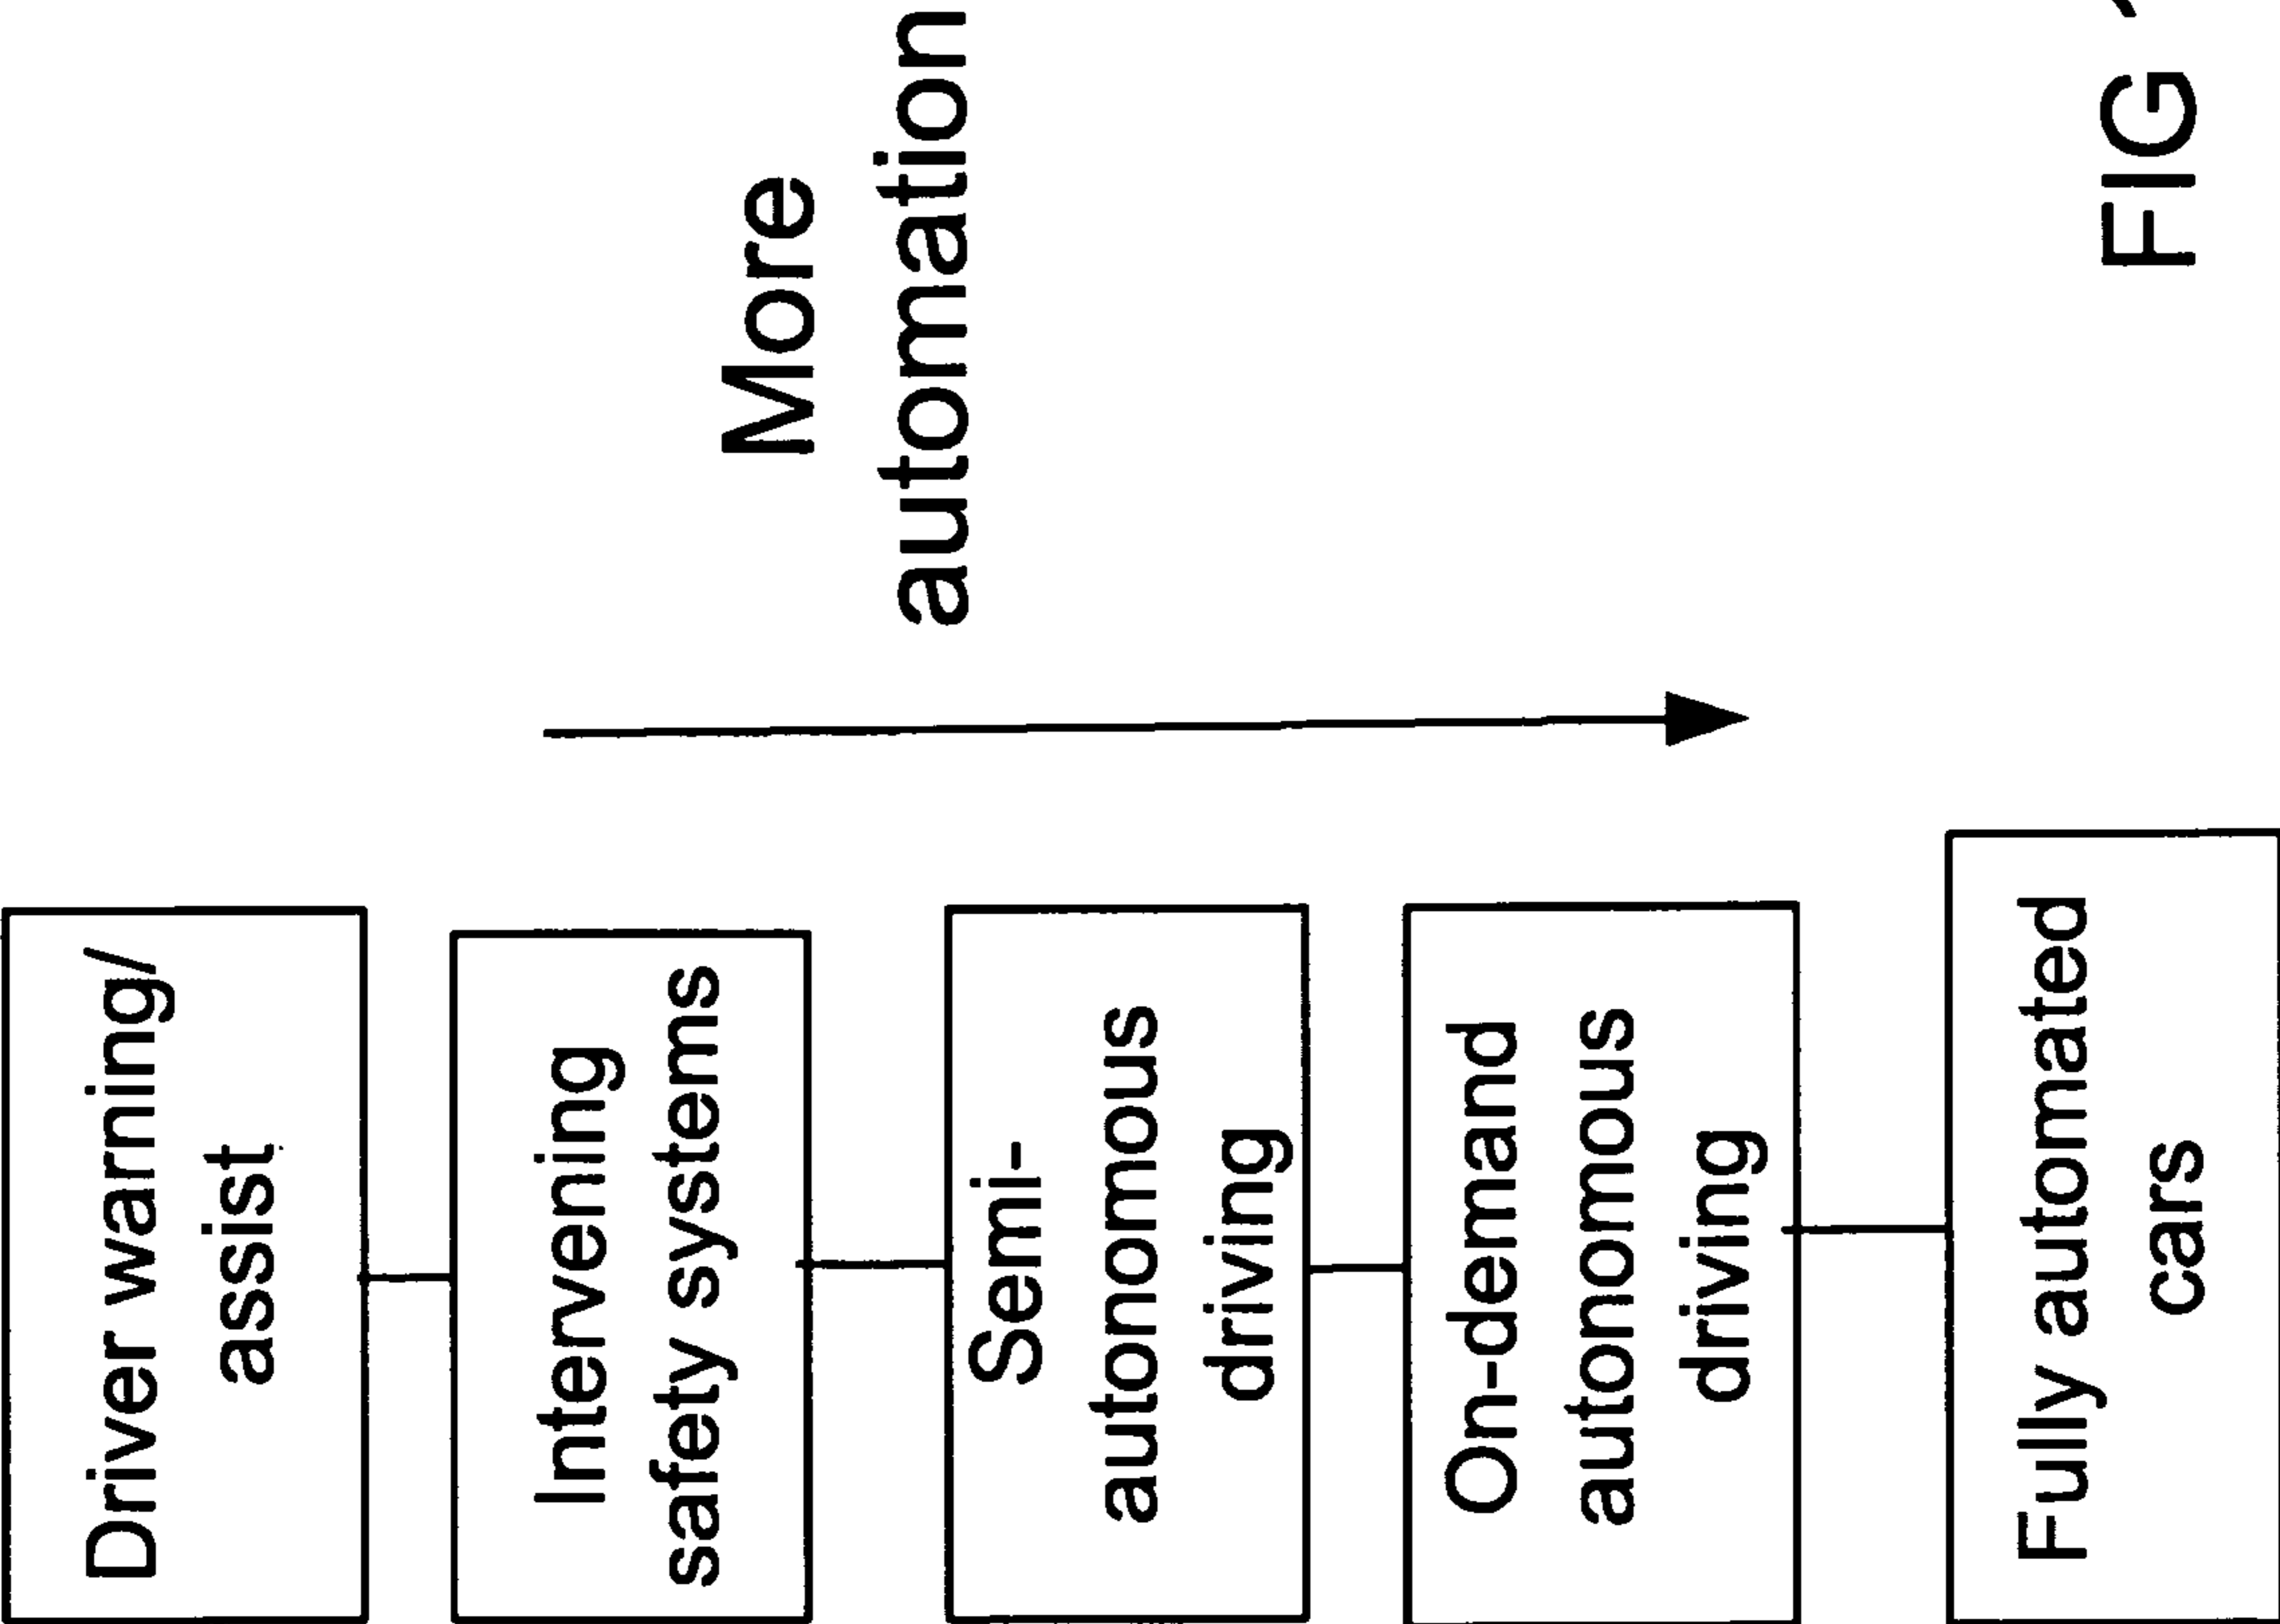 Driver warning/
assist
Intervening
safety systems
Semi-
autonomous
driving
On-demand
autonomous
driving
Fully automated
cars
More
automation
FIG